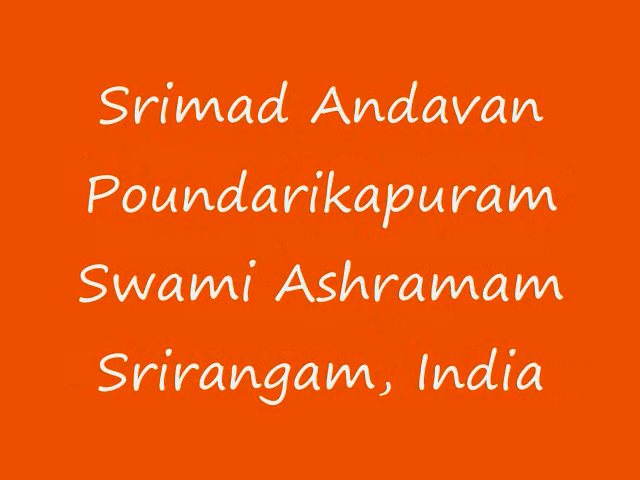 Srimad Andavan
Poundarikapuram
Swami Ashramam
Srirangam, India